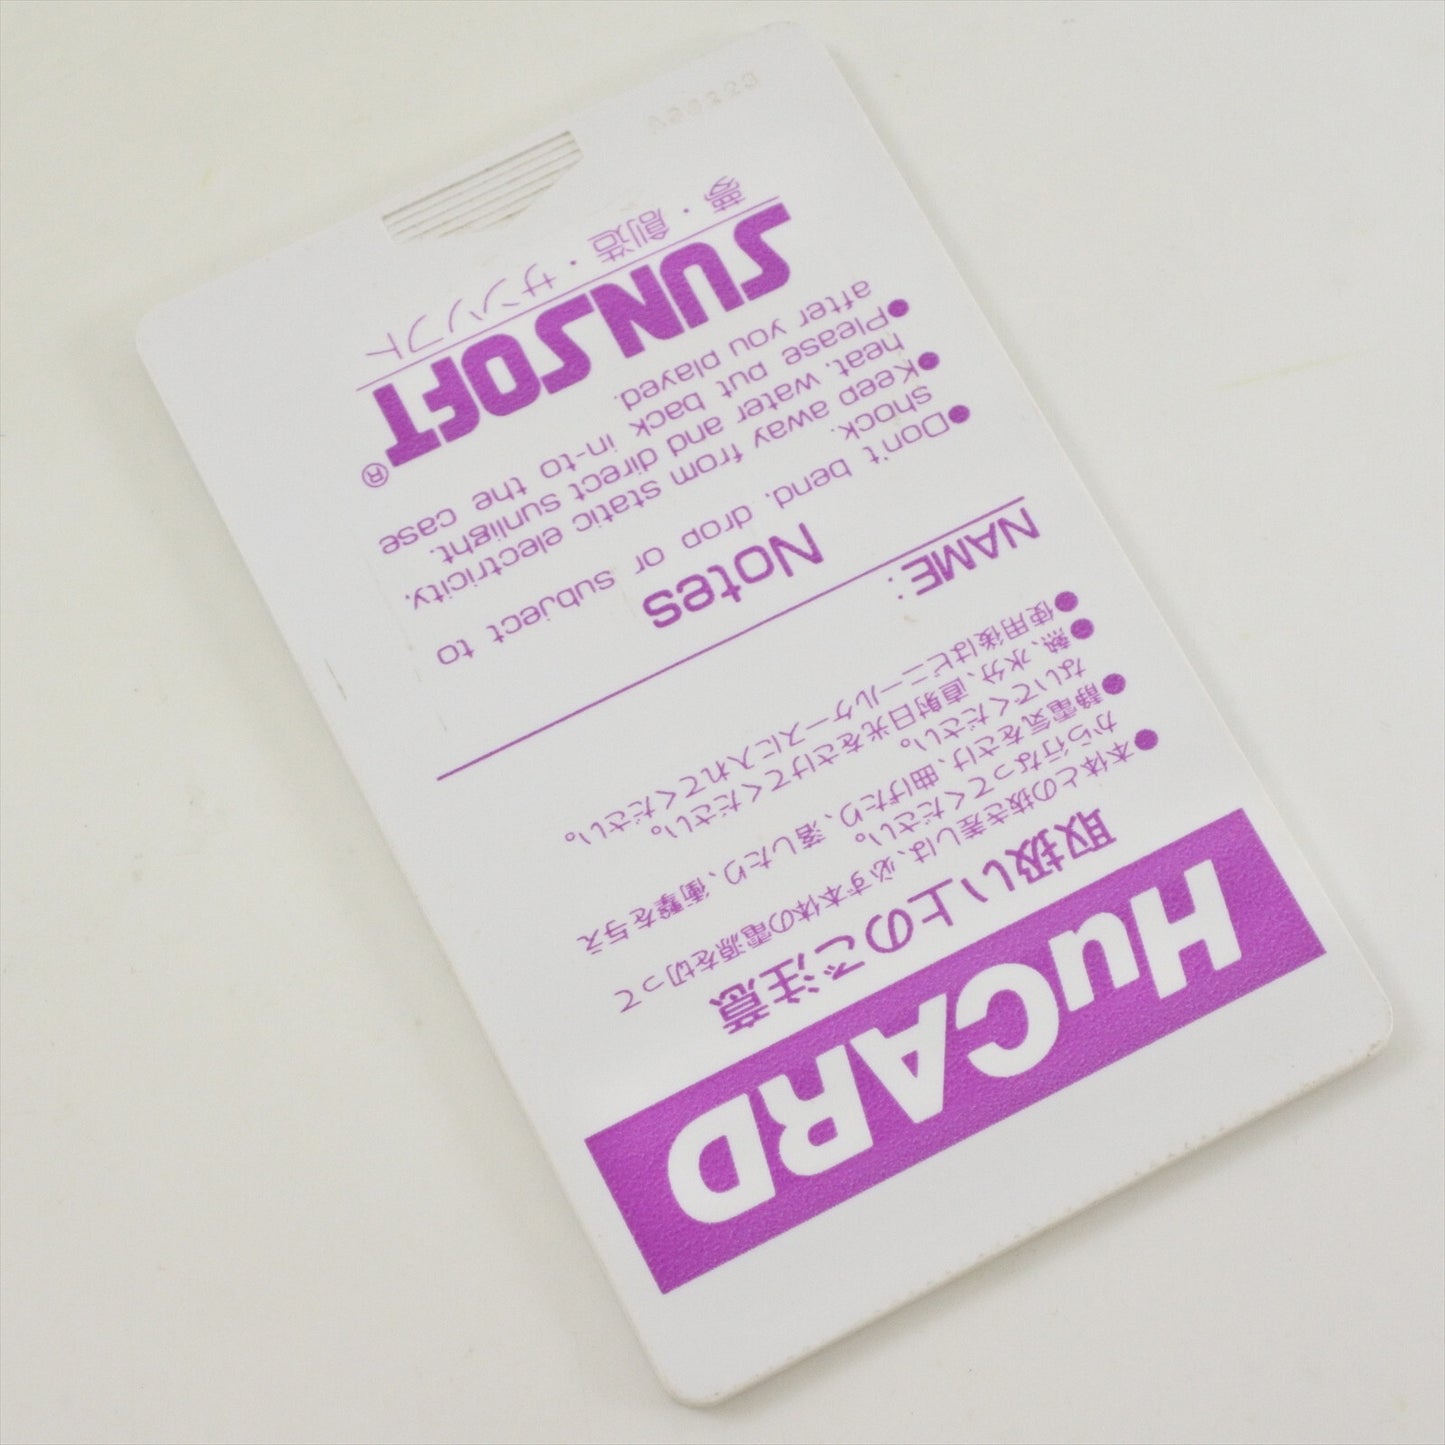 HuCARD
取扱い上のご注意
●本体との抜き差しは、必ず本体の電源を切って
から行なってください。
●静電気をさけ、曲げたり、落したり、衝撃を与え
ないでください。
●熱、水分、直射日光をさけてください。
●使用後はビニールケースに入れてください。
NAME:
Notes
●Don't bend, drop or subject to
shock.
●Keep away from static electricity,
heat, water and direct sunlight.
●Please put back in-to the case
after you played.
SUNSOFT®
夢・創造・サンソフト